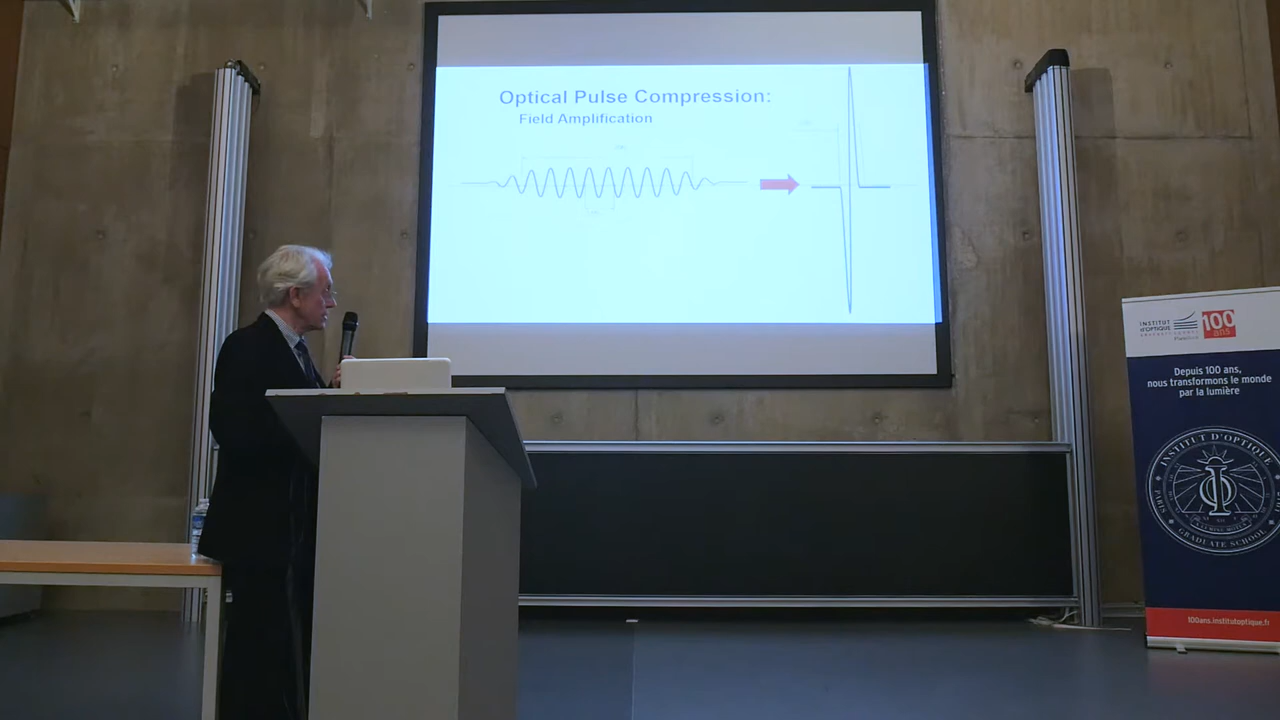 Optical Pulse Compression:
Field Amplification
INSTITUT
d'OPTIQUE
100
ans
Depuis 100 ans,
nous transformons le monde
par la lumière
INSTITUT D'OPTIQUE
PARIS
GRADUATE SCHOOL
100ans.institutoptique.fr